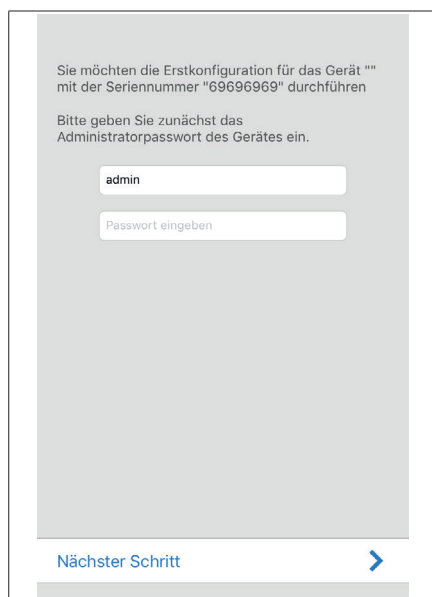 Sie möchten die Erstkonfiguration für das Gerät ""
mit der Seriennummer "69696969" durchführen
Bitte geben Sie zunächst das
Administratorpasswort des Gerätes ein.
admin
Passwort eingeben
Nächster Schritt